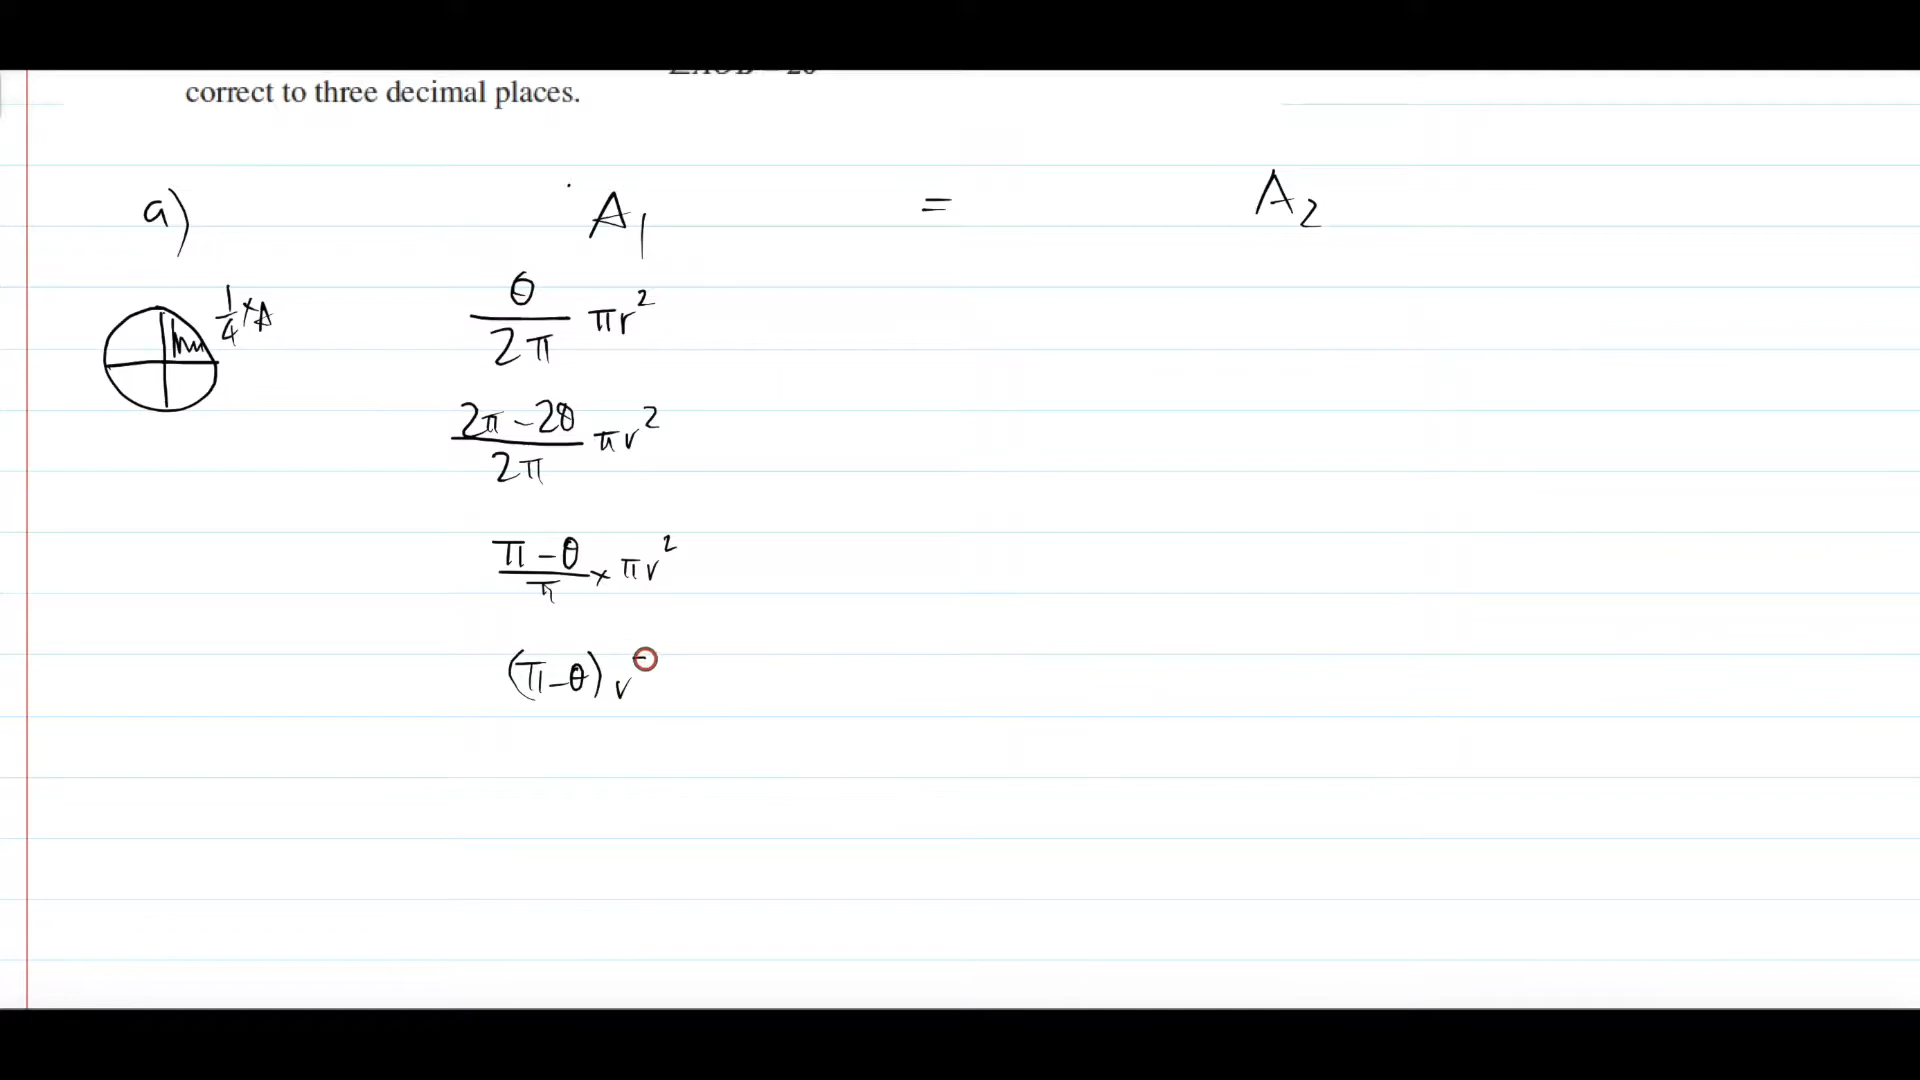 correct to three decimal places.
a) A₁ = A₂
1/4 × A
θ/2π πr²
2π − 2θ/2π πr²
π − θ/π × πr²
(π − θ) r